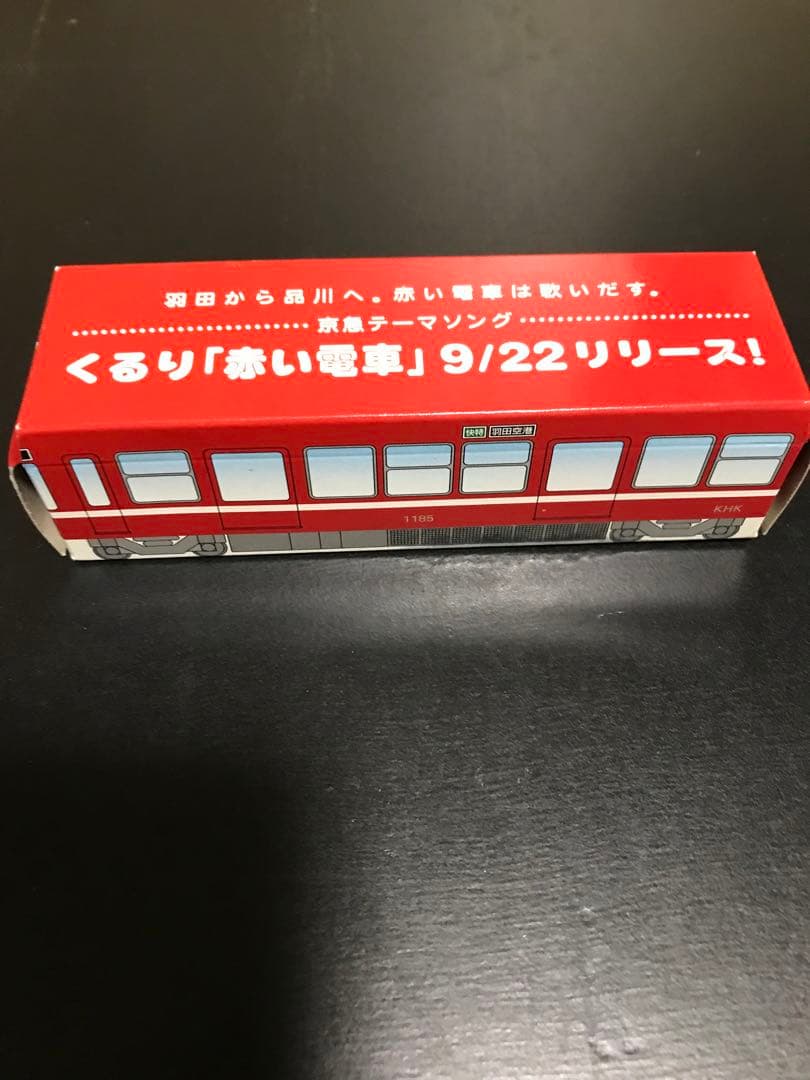 羽田から品川へ。赤い電車は歌いだす。
京急テーマソング
くるり「赤い電車」9/22リリース!
快特 羽田空港
1185
KHK